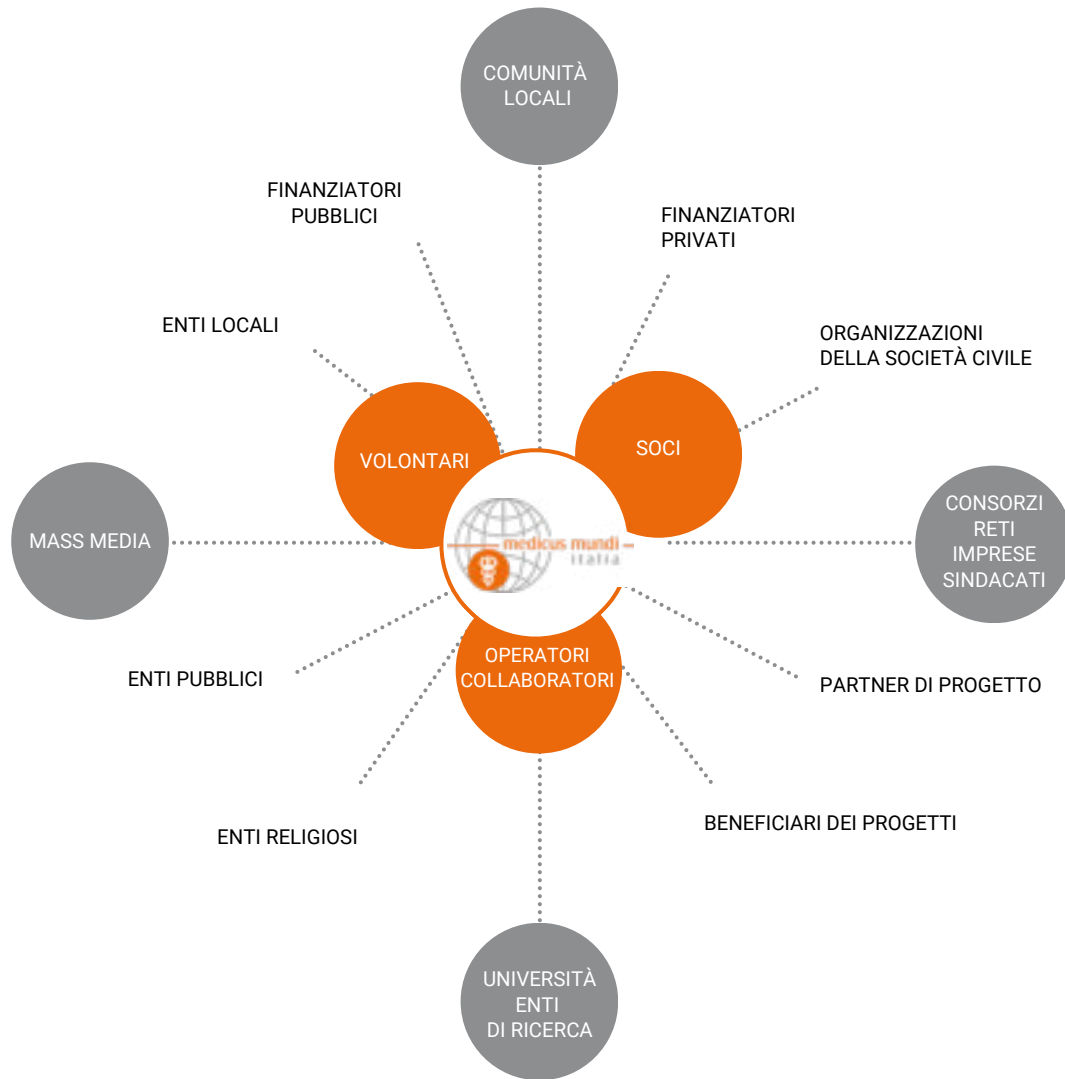 COMUNITÀ
LOCALI
FINANZIATORI
PUBBLICI
FINANZIATORI
PRIVATI
ENTI LOCALI
ORGANIZZAZIONI
DELLA SOCIETÀ CIVILE
VOLONTARI
SOCI
MASS MEDIA
medicus mundi
italia
CONSORZI
RETI
IMPRESE
SINDACATI
OPERATORI
COLLABORATORI
ENTI PUBBLICI
PARTNER DI PROGETTO
ENTI RELIGIOSI
BENEFICIARI DEI PROGETTI
UNIVERSITÀ
ENTI
DI RICERCA